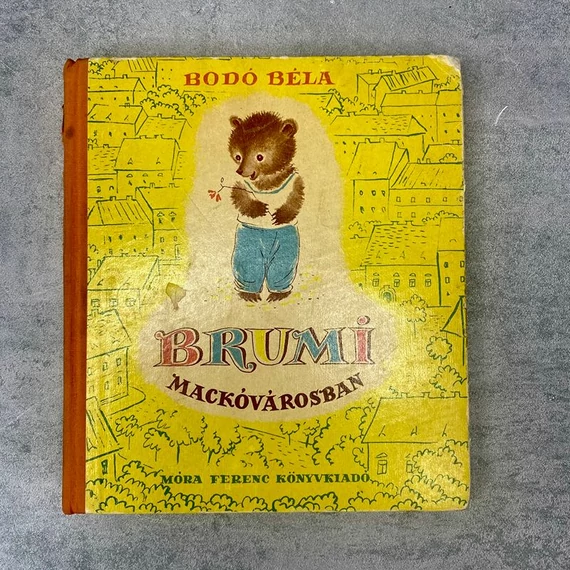 BODÓ BÉLA
BRUMI
MACKÓVÁROSBAN
MÓRA FERENC KÖNYVKIADÓ